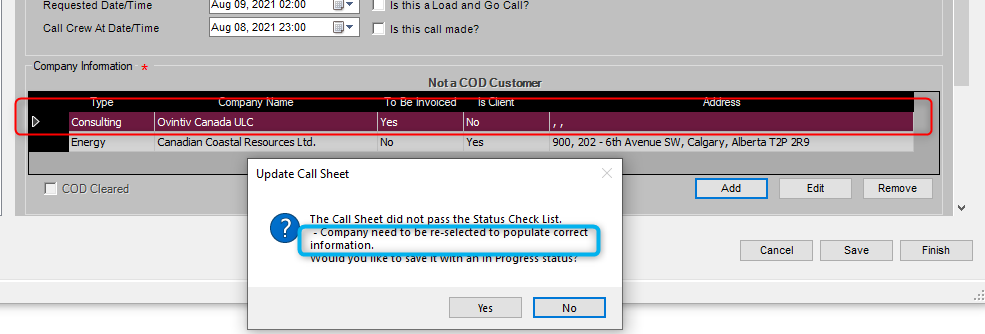 Requested Date/Time Aug 09, 2021 02:00 Is this a Load and Go Call?
Call Crew At Date/Time Aug 08, 2021 23:00 Is this call made?
Company Information *
Not a COD Customer
Type Company Name To Be Invoiced Is Client Address
Consulting Ovintiv Canada ULC Yes No , ,
Energy Canadian Coastal Resources Ltd. No Yes 900, 202 - 6th Avenue SW, Calgary, Alberta T2P 2R9
COD Cleared Add Edit Remove
Update Call Sheet
The Call Sheet did not pass the Status Check List.
- Company need to be re-selected to populate correct
information.
Would you like to save it with an In Progress status?
Yes No
Cancel Save Finish